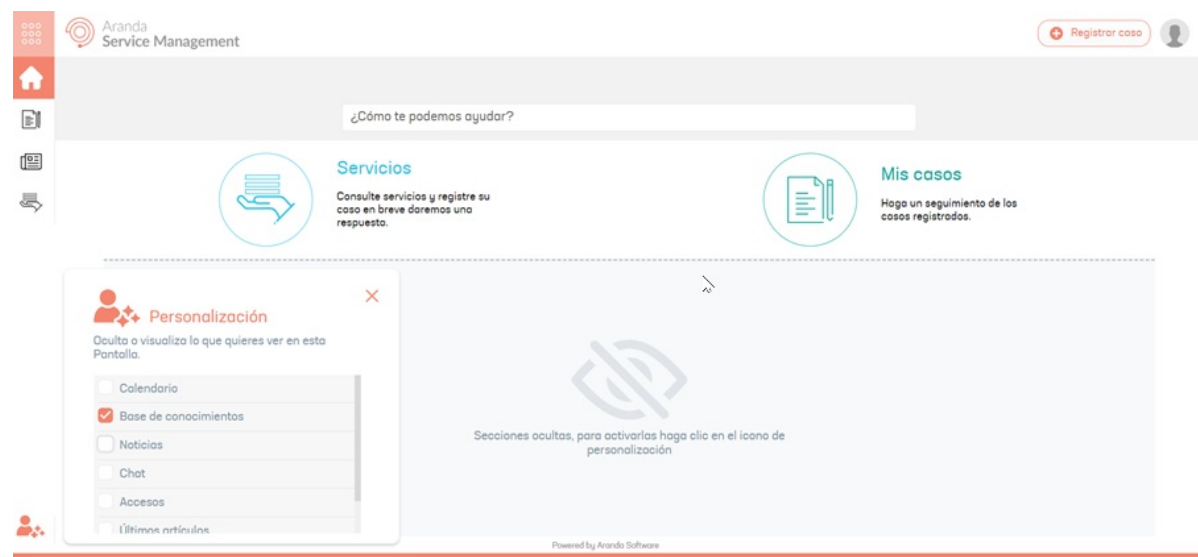 Aranda
Service Management
Registrar caso
¿Cómo te podemos ayudar?
Servicios
Consulte servicios y registre su
caso en breve daremos una
respuesta.
Mis casos
Haga un seguimiento de los
casos registrados.
Personalización
Oculta o visualiza lo que quieres ver en esta
Pantalla.
Calendario
Base de conocimientos
Noticias
Chat
Accesos
Últimos artículos
Secciones ocultas, para activarlas haga clic en el icono de
personalización
Powered by Aranda Software